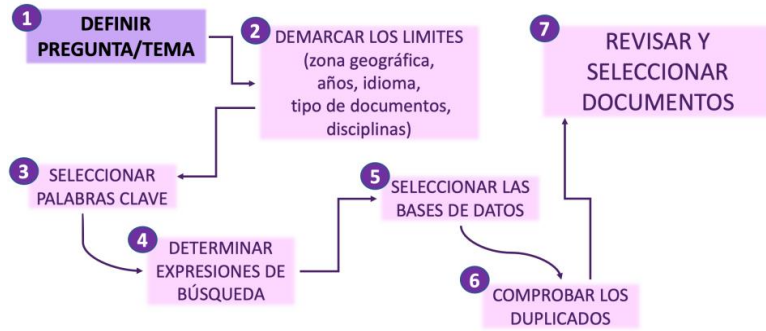 1
DEFINIR
PREGUNTA/TEMA
2
DEMARCAR LOS LIMITES
(zona geográfica,
años, idioma,
tipo de documentos,
disciplinas)
3
SELECCIONAR
PALABRAS CLAVE
4
DETERMINAR
EXPRESIONES DE
BÚSQUEDA
5
SELECCIONAR LAS
BASES DE DATOS
6
COMPROBAR LOS
DUPLICADOS
7
REVISAR Y
SELECCIONAR
DOCUMENTOS